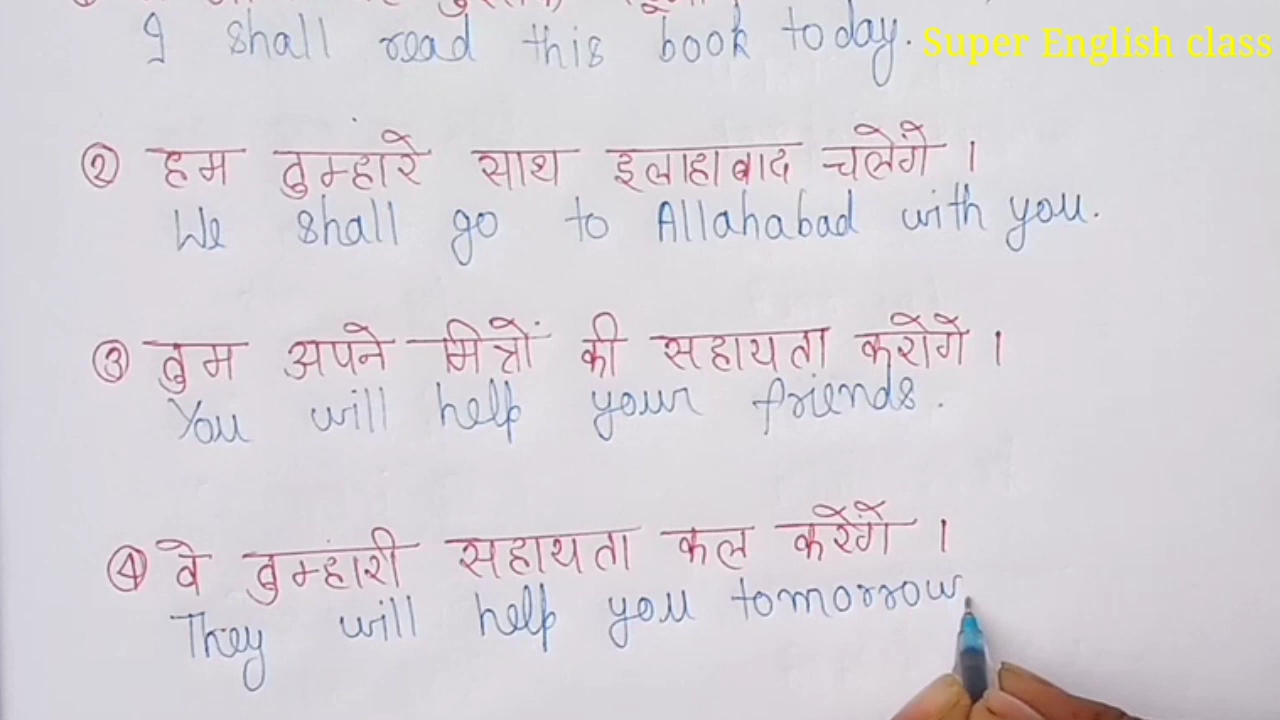 I shall read this book today.
Super English class
② हम तुम्हारे साथ इलाहाबाद चलेंगे ।
We shall go to Allahabad with you.
③ तुम अपने मित्रों की सहायता करोगे ।
You will help your friends.
④ वे तुम्हारी सहायता कल करेंगे ।
They will help you tomorrow